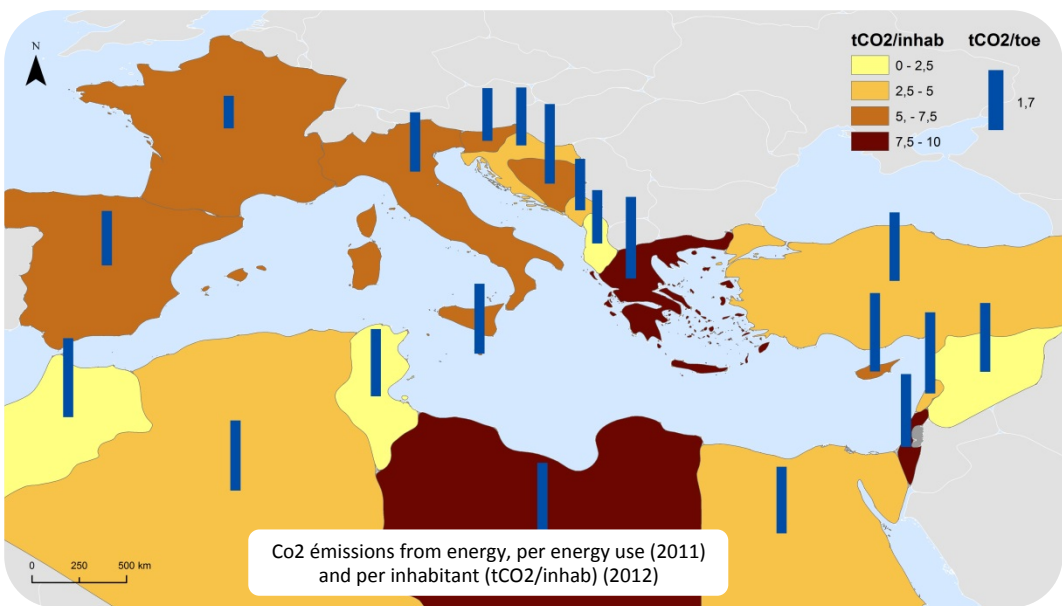 N
tCO2/inhab tCO2/toe
0 - 2,5
2,5 - 5
5, - 7,5
7,5 - 10
1,7
0 250 500 km
Co2 émissions from energy, per energy use (2011)
and per inhabitant (tCO2/inhab) (2012)